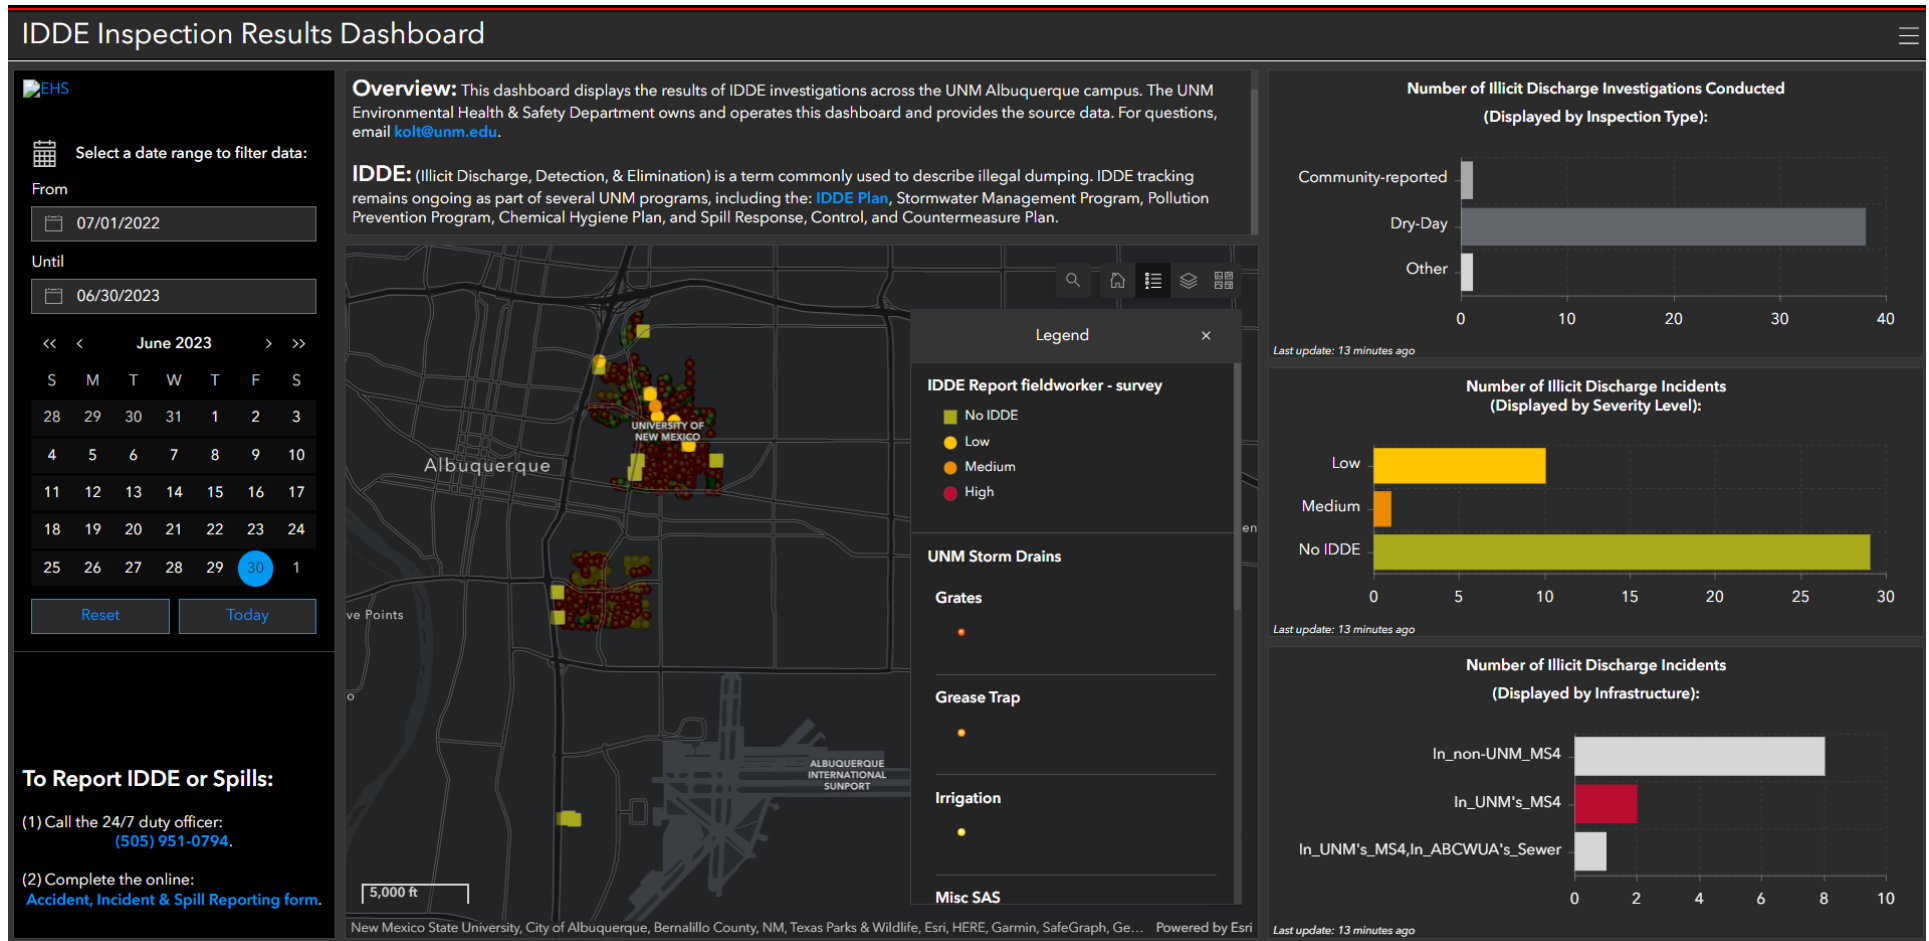 IDDE Inspection Results Dashboard
EHS
Select a date range to filter data:
From
07/01/2022
Until
06/30/2023
<< < June 2023 > >>
S M T W T F S
28 29 30 31 1 2 3
4 5 6 7 8 9 10
11 12 13 14 15 16 17
18 19 20 21 22 23 24
25 26 27 28 29 30 1
Reset Today
To Report IDDE or Spills:
(1) Call the 24/7 duty officer:
(505) 951-0794.
(2) Complete the online:
Accident, Incident & Spill Reporting form.
Overview: This dashboard displays the results of IDDE investigations across the UNM Albuquerque campus. The UNM
Environmental Health & Safety Department owns and operates this dashboard and provides the source data. For questions,
email kolt@unm.edu.
IDDE: (Illicit Discharge, Detection, & Elimination) is a term commonly used to describe illegal dumping. IDDE tracking
remains ongoing as part of several UNM programs, including the: IDDE Plan, Stormwater Management Program, Pollution
Prevention Program, Chemical Hygiene Plan, and Spill Response, Control, and Countermeasure Plan.
UNIVERSITY OF
NEW MEXICO
Albuquerque
ve Points
o
en
ALBUQUERQUE
INTERNATIONAL
SUNPORT
5,000 ft
New Mexico State University, City of Albuquerque, Bernalillo County, NM, Texas Parks & Wildlife, Esri, HERE, Garmin, SafeGraph, Ge... Powered by Esri
Legend ×
IDDE Report fieldworker - survey
No IDDE
Low
Medium
High
UNM Storm Drains
Grates
Grease Trap
Irrigation
Misc SAS
Number of Illicit Discharge Investigations Conducted
(Displayed by Inspection Type):
Community-reported
Dry-Day
Other
0 10 20 30 40
Last update: 13 minutes ago
Number of Illicit Discharge Incidents
(Displayed by Severity Level):
Low
Medium
No IDDE
0 5 10 15 20 25 30
Last update: 13 minutes ago
Number of Illicit Discharge Incidents
(Displayed by Infrastructure):
In_non-UNM_MS4
In_UNM's_MS4
In_UNM's_MS4,In_ABCWUA's_Sewer
0 2 4 6 8 10
Last update: 13 minutes ago